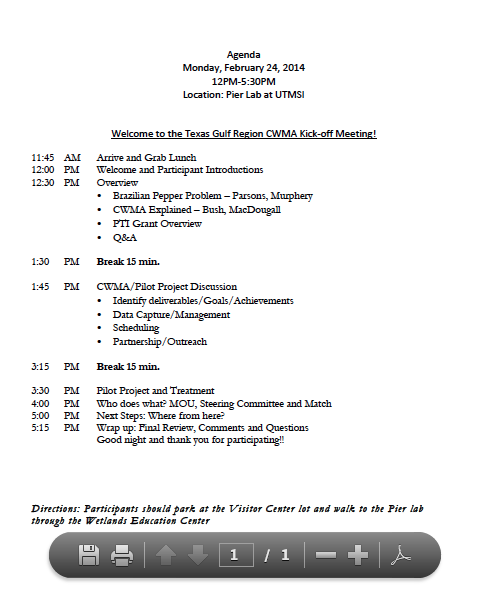 Agenda
Monday, February 24, 2014
12PM-5:30PM
Location: Pier Lab at UTMSI
Welcome to the Texas Gulf Region CWMA Kick-off Meeting!
11:45 AM Arrive and Grab Lunch
12:00 PM Welcome and Participant Introductions
12:30 PM Overview
• Brazilian Pepper Problem – Parsons, Murphery
• CWMA Explained – Bush, MacDougall
• PTI Grant Overview
• Q&A
1:30 PM Break 15 min.
1:45 PM CWMA/Pilot Project Discussion
• Identify deliverables/Goals/Achievements
• Data Capture/Management
• Scheduling
• Partnership/Outreach
3:15 PM Break 15 min.
3:30 PM Pilot Project and Treatment
4:00 PM Who does what? MOU, Steering Committee and Match
5:00 PM Next Steps: Where from here?
5:15 PM Wrap up: Final Review, Comments and Questions
Good night and thank you for participating!!
Directions: Participants should park at the Visitor Center lot and walk to the Pier lab
through the Wetlands Education Center
1 / 1